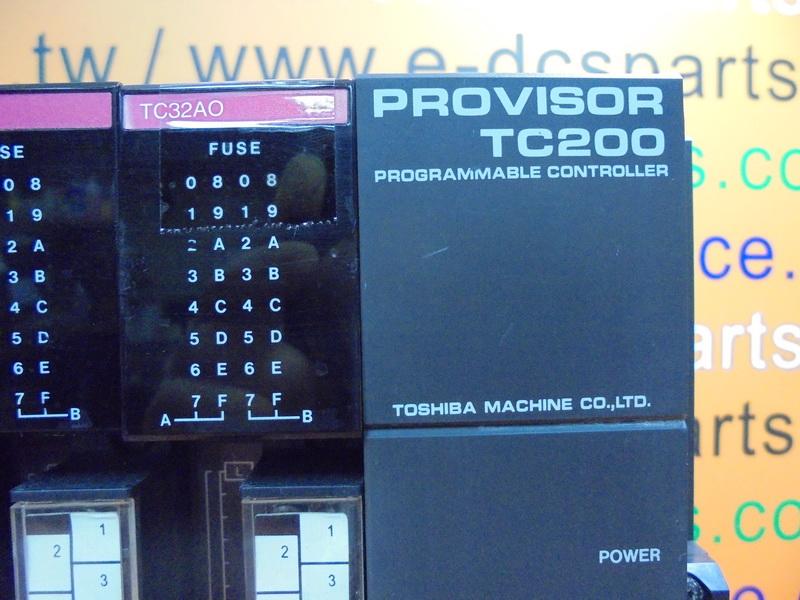 .tw / www.e-dcsparts
s.co
ce.
arts
arts
s.co
SE
0 8
1 9
2 A
3 B
4 C
5 D
6 E
7 F
B
TC32AO
FUSE
0 8 0 8
1 9 1 9
2 A 2 A
3 B 3 B
4 C 4 C
5 D 5 D
6 E 6 E
7 F 7 F
A B
L
1
2
3
1
2
3
PROVISOR
TC200
PROGRAMMABLE CONTROLLER
TOSHIBA MACHINE CO.,LTD.
POWER